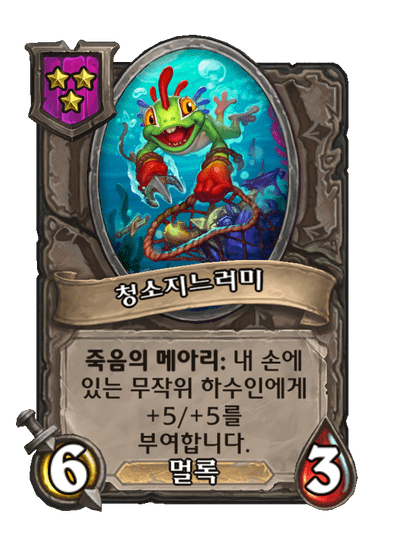 청소지느러미
죽음의 메아리: 내 손에
있는 무작위 하수인에게
+5/+5를
부여합니다.
6
멀록
3